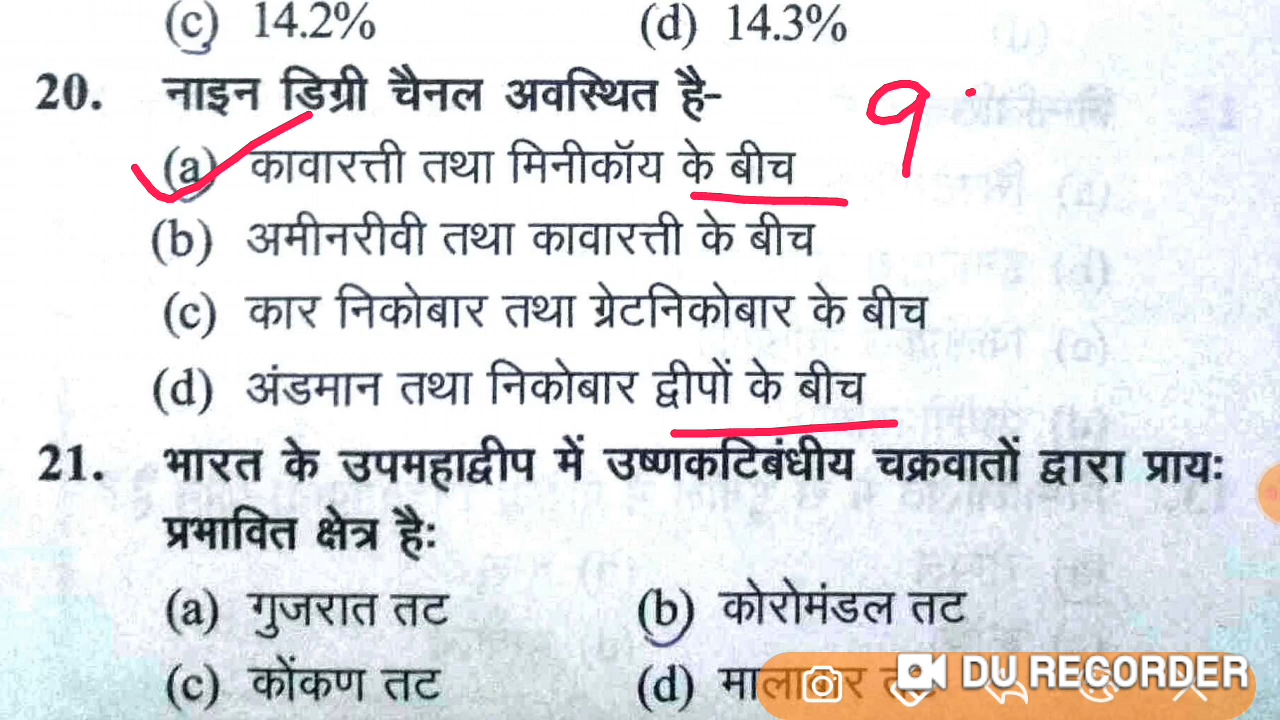 (c) 14.2% (d) 14.3%
20. नाइन डिग्री चैनल अवस्थित है-
9
(a) कावारत्ती तथा मिनीकॉय के बीच
(b) अमीनरीवी तथा कावारत्ती के बीच
(c) कार निकोबार तथा ग्रेटनिकोबार के बीच
(d) अंडमान तथा निकोबार द्वीपों के बीच
21. भारत के उपमहाद्वीप में उष्णकटिबंधीय चक्रवातों द्वारा प्रायः
प्रभावित क्षेत्र हैः
(a) गुजरात तट (b) कोरोमंडल तट
(c) कोंकण तट (d)
DU RECORDER